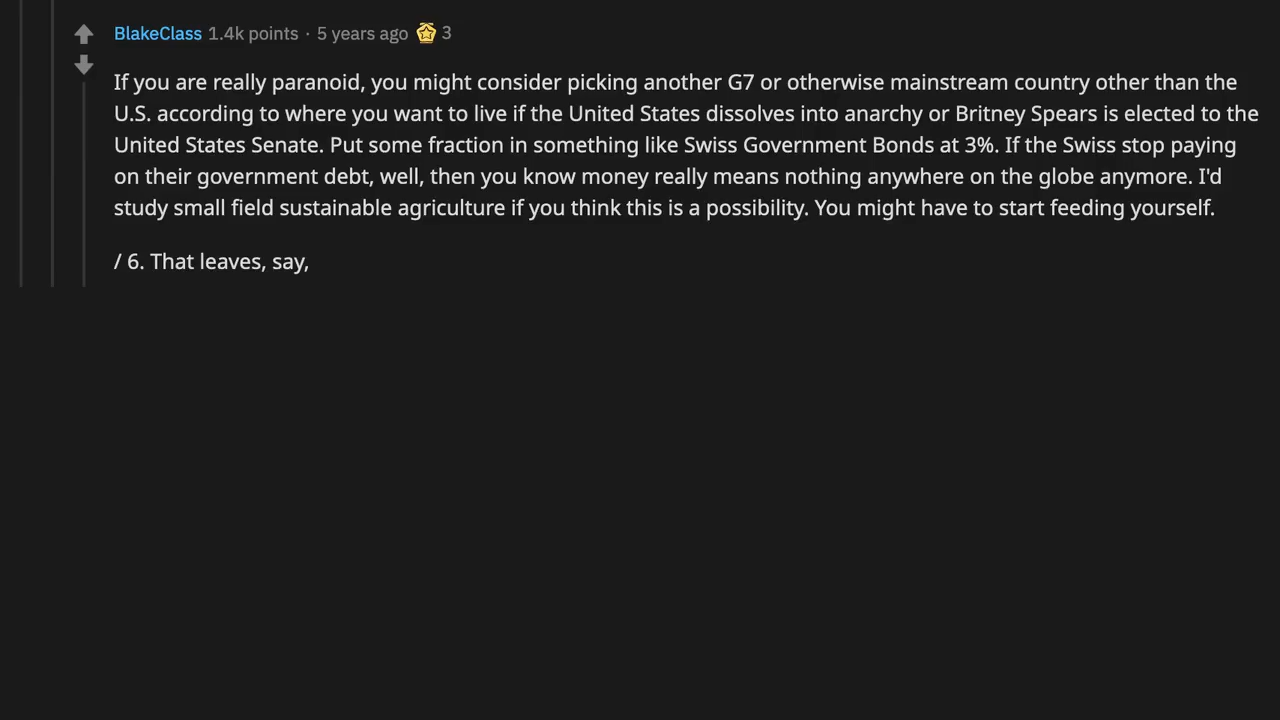 BlakeClass 1.4k points · 5 years ago 3
If you are really paranoid, you might consider picking another G7 or otherwise mainstream country other than the
U.S. according to where you want to live if the United States dissolves into anarchy or Britney Spears is elected to the
United States Senate. Put some fraction in something like Swiss Government Bonds at 3%. If the Swiss stop paying
on their government debt, well, then you know money really means nothing anywhere on the globe anymore. I'd
study small field sustainable agriculture if you think this is a possibility. You might have to start feeding yourself.
/ 6. That leaves, say,